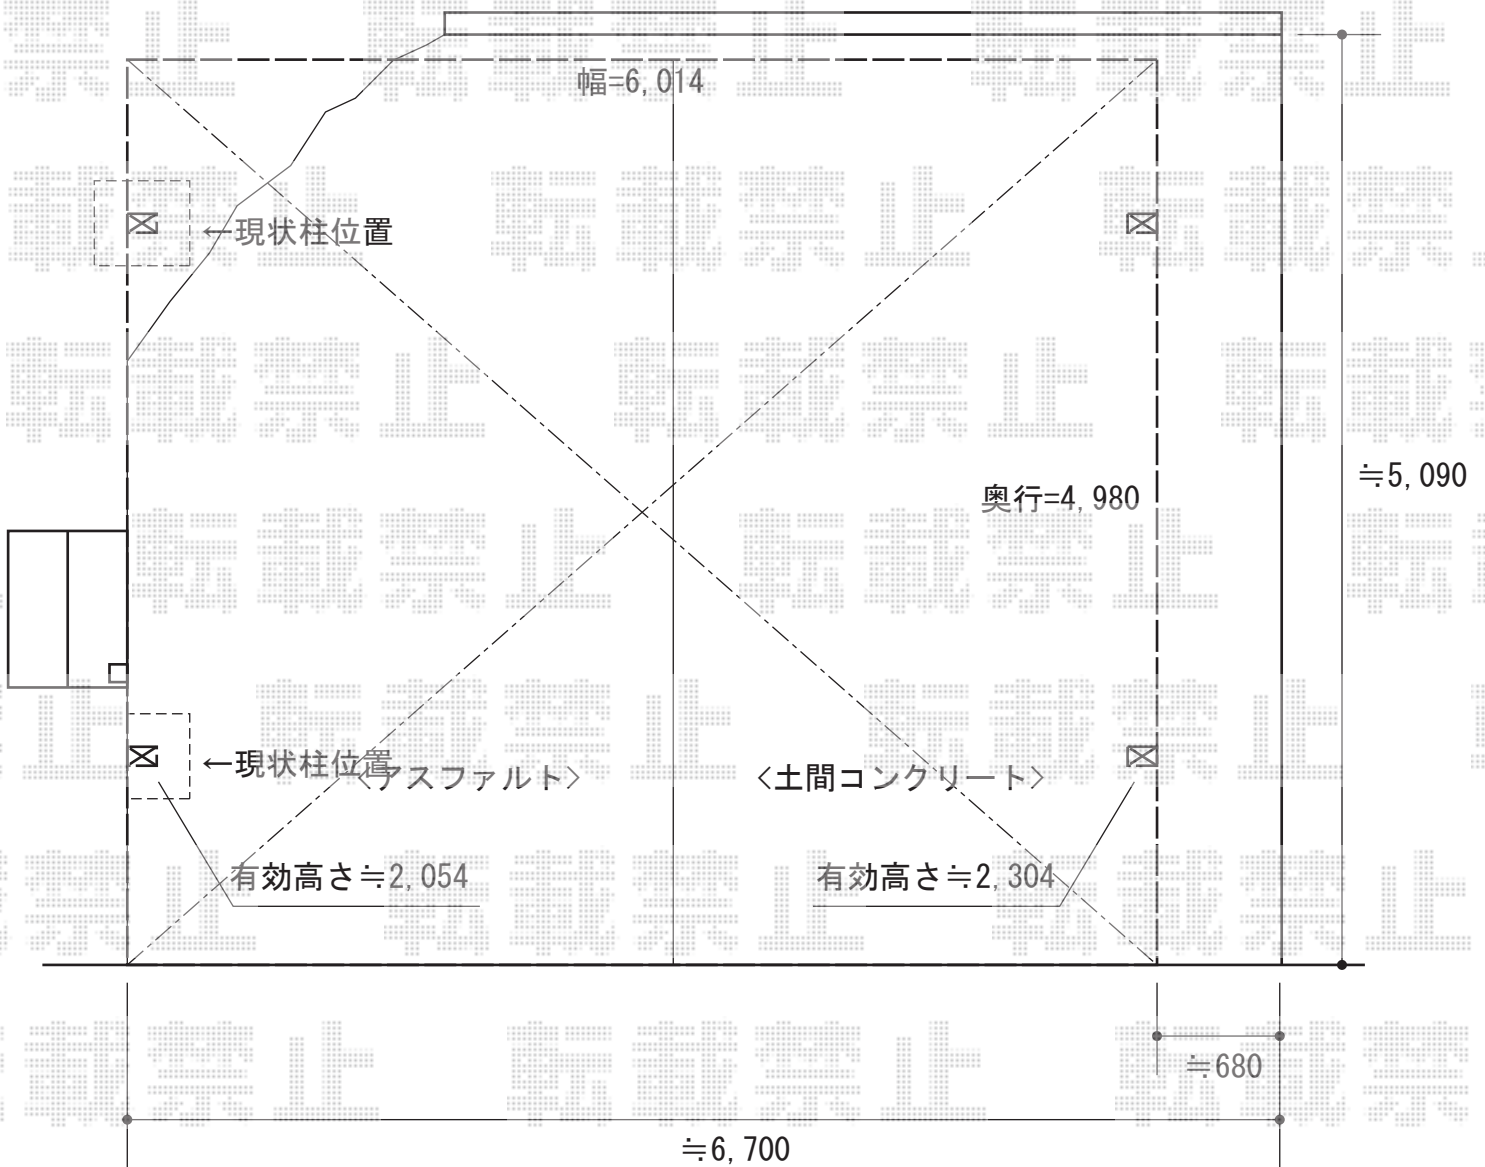 幅=6,014
←現状柱位置
≒5,090
奥行=4,980
←現状柱位置
<アスファルト>
<土間コンクリート>
有効高さ≒2,054
有効高さ≒2,304
≒680
≒6,700
転載禁止